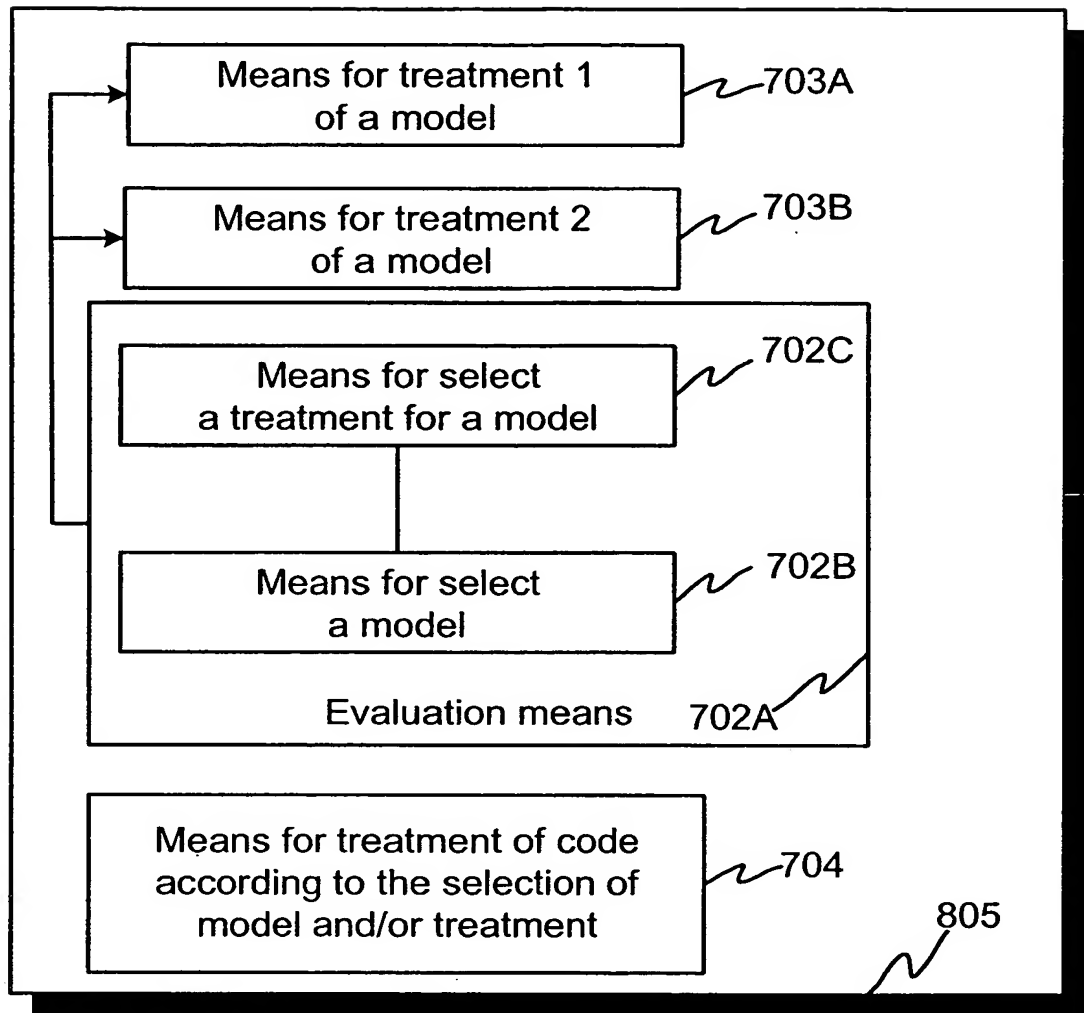 Means for treatment 1
of a model
703A
Means for treatment 2
of a model
703B
Means for select
a treatment for a model
702C
Means for select
a model
702B
Evaluation means
702A
Means for treatment of code
according to the selection of
model and/or treatment
704
805